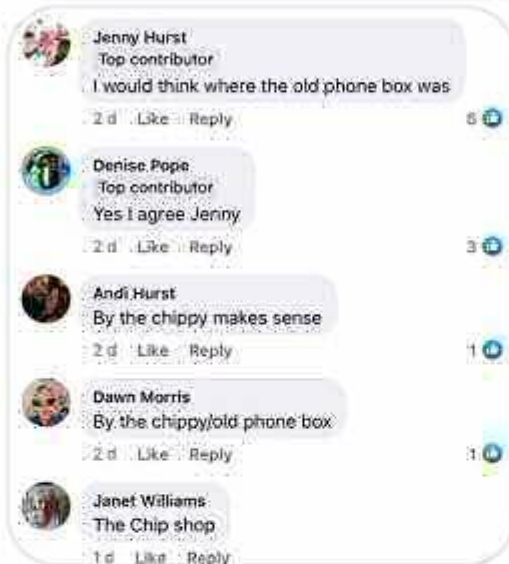 Jenny Hurst
Top contributor
I would think where the old phone box was
2 d Like Reply 6
Denise Pope
Top contributor
Yes I agree Jenny
2 d Like Reply 3
Andi Hurst
By the chippy makes sense
2 d Like Reply 1
Dawn Morris
By the chippy/old phone box
2 d Like Reply 1
Janet Williams
The Chip shop
1 d Like Reply